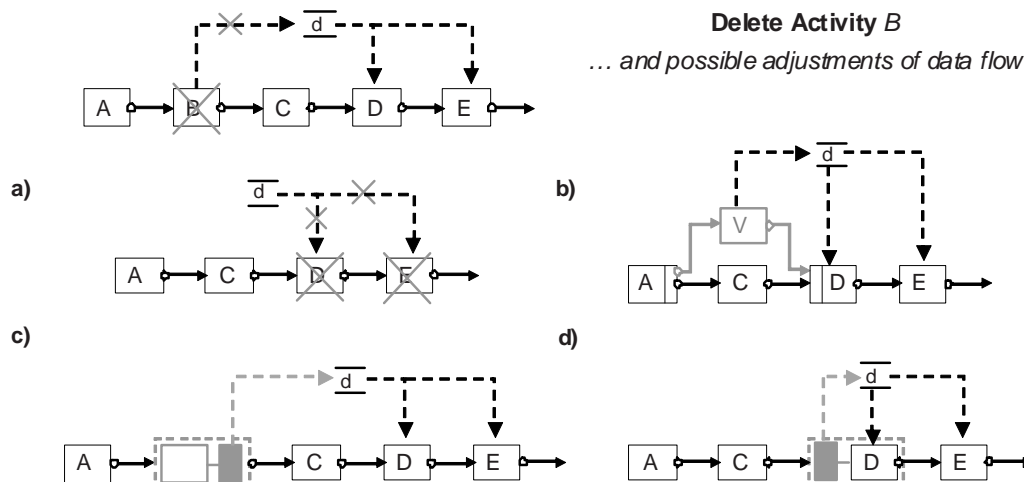 Delete Activity B
… and possible adjustments of data flow
d
A B C D E
a)
d
A C D E
b)
d
V
A C D E
c)
d
A C D E
d)
d
A C D E